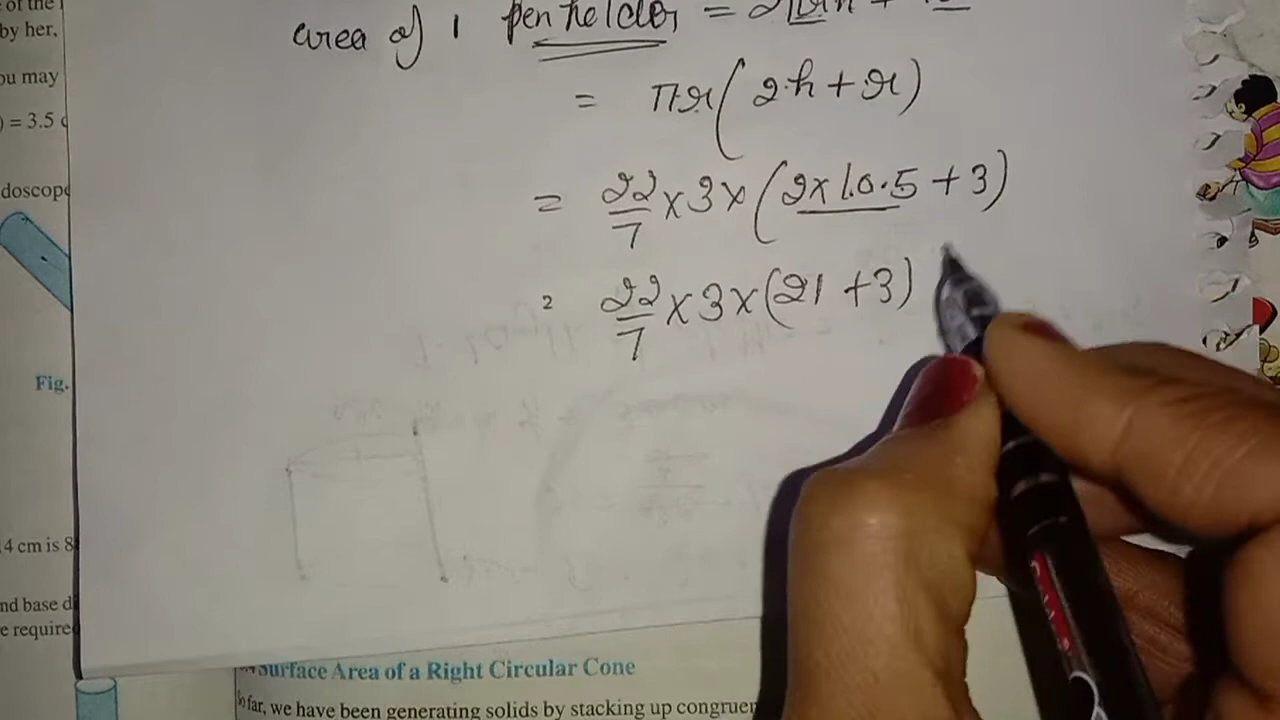 of the
by her,
ou may
) = 3.5 c
doscope
Fig.
4 cm is 8
nd base d
e require
area of 1 penholder = 2πrh +
= πr(2h+r)
= 22/7 × 3 × (2×10.5+3)
= 22/7 × 3 × (21+3)
Surface Area of a Right Circular Cone
So far, we have been generating solids by stacking up congruen